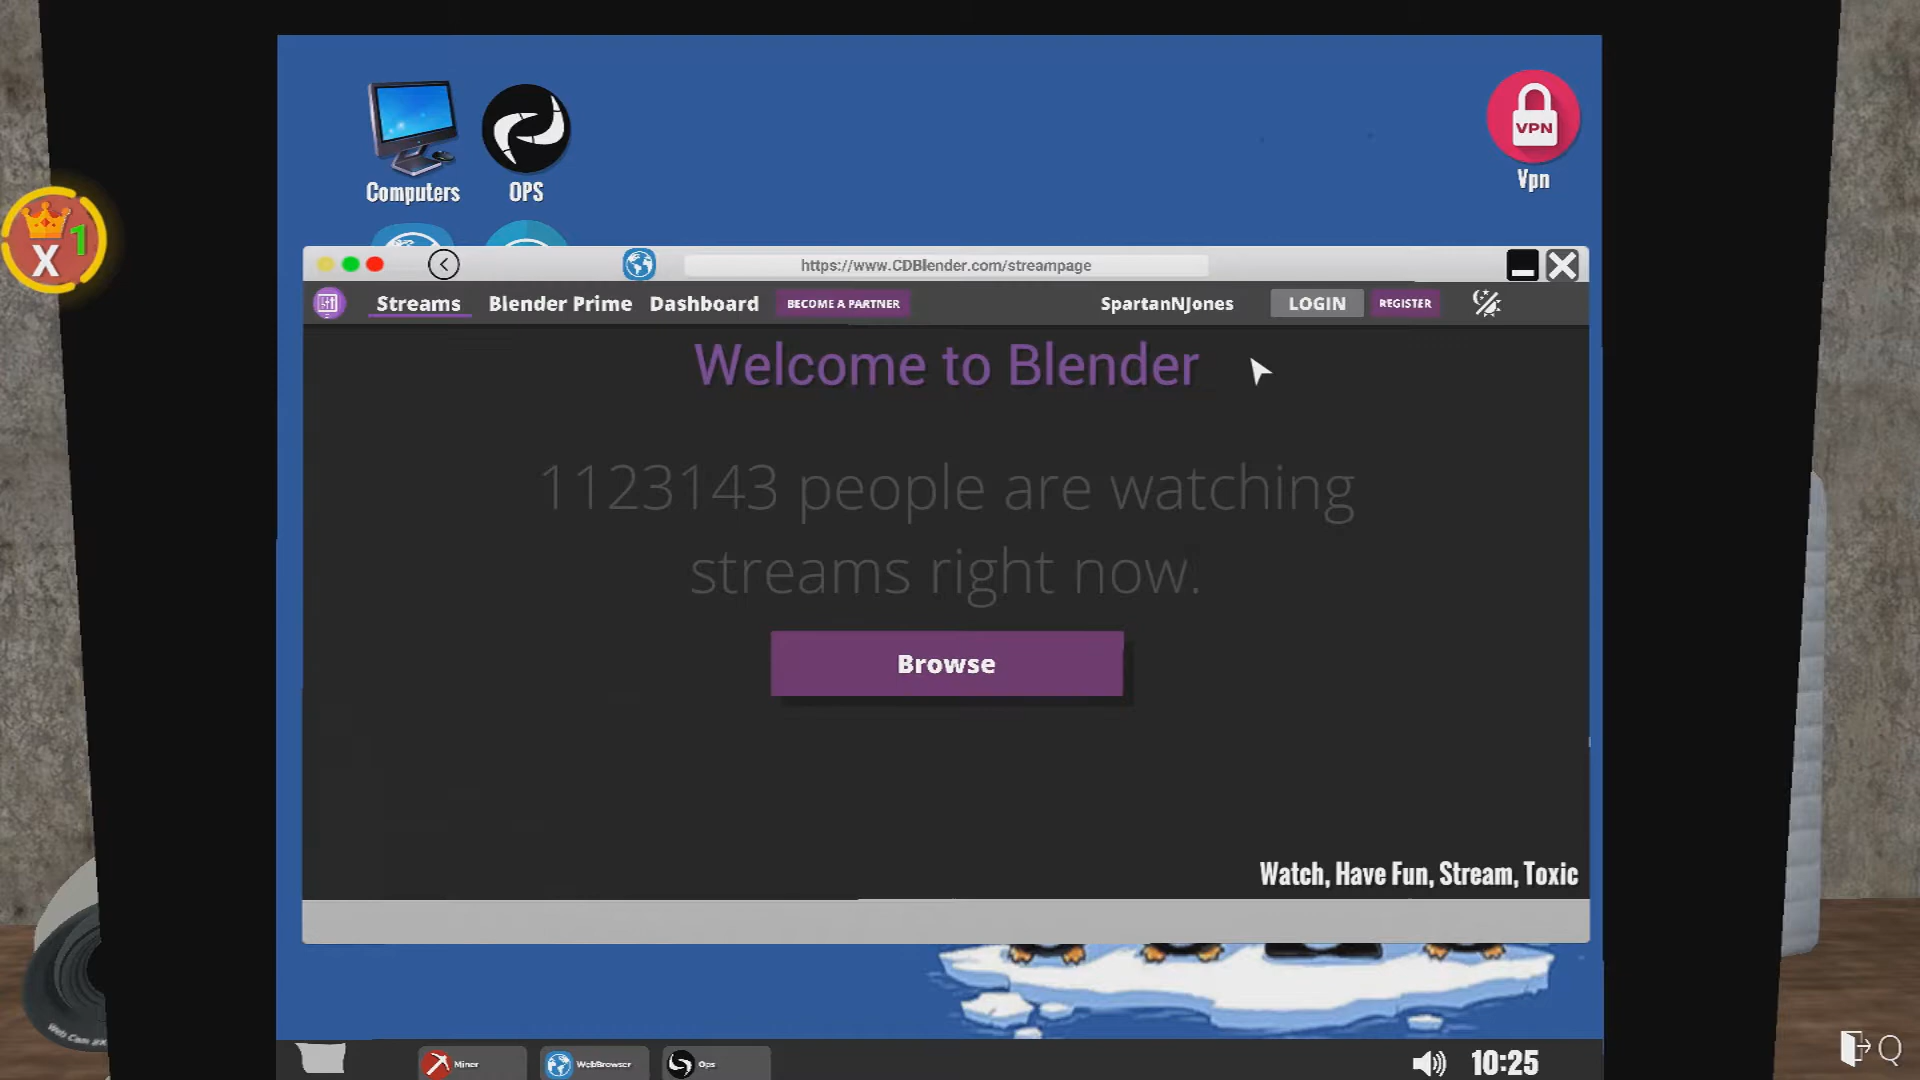 Computers
OPS
VPN
Vpn
X 1
https://www.CDBlender.com/streampage
Streams Blender Prime Dashboard BECOME A PARTNER SpartanNJones LOGIN REGISTER
Welcome to Blender
1123143 people are watching
streams right now.
Browse
Watch, Have Fun, Stream, Toxic
Web Cam
Miner WebBrowser Ops 10:25
Q